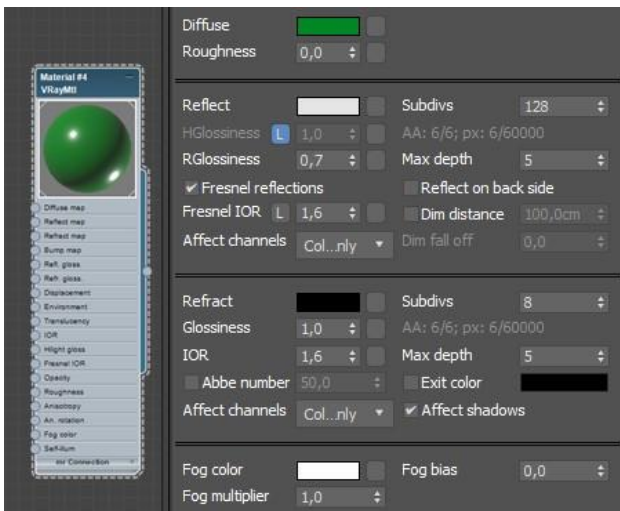 Material #4
VRayMtl
Diffuse map
Reflect map
Refract map
Bump map
Refl. gloss
Refr. gloss
Displacement
Environment
Translucency
IOR
Hilight gloss
Fresnel IOR
Opacity
Roughness
Anisotropy
An. rotation
Fog color
Self-Illum
mr Connection
Diffuse
Roughness 0,0
Reflect Subdivs 128
HGlossiness L 1,0 AA: 6/6; px: 6/60000
RGlossiness 0,7 Max depth 5
Fresnel reflections Reflect on back side
Fresnel IOR L 1,6 Dim distance 100,0cm
Affect channels Col...nly Dim fall off 0,0
Refract Subdivs 8
Glossiness 1,0 AA: 6/6; px: 6/60000
IOR 1,6 Max depth 5
Abbe number 50,0 Exit color
Affect channels Col...nly Affect shadows
Fog color Fog bias 0,0
Fog multiplier 1,0